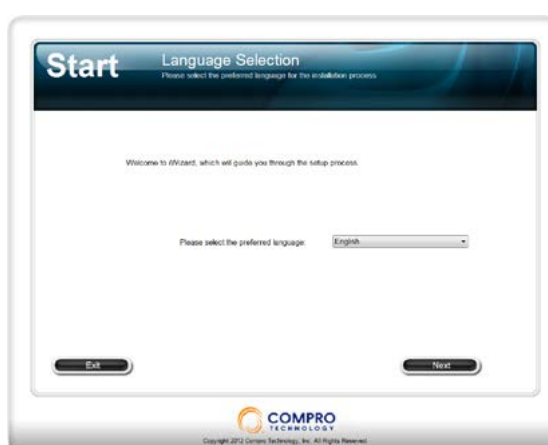 Start
Language Selection
Please select the preferred language for the installation process
Welcome to iWizard, which will guide you through the setup process.
Please select the preferred language:
English
Exit
Next
COMPRO
TECHNOLOGY
Copyright 2012 Compro Technology, Inc. All Rights Reserved.